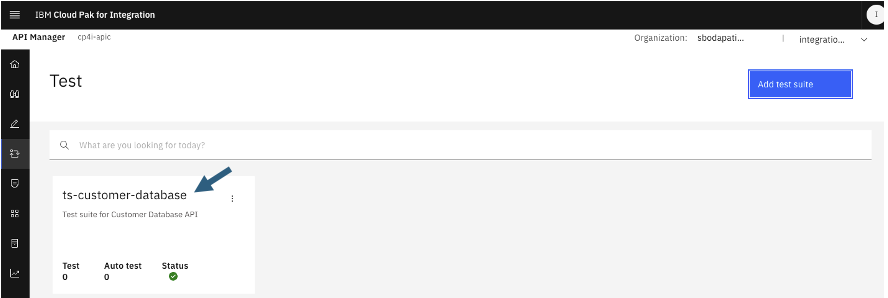 IBM Cloud Pak for Integration
I
API Manager cp4i-apic Organization: sbodapati... | integratio...
Test
Add test suite
What are you looking for today?
ts-customer-database
Test suite for Customer Database API
Test Auto test Status
0 0